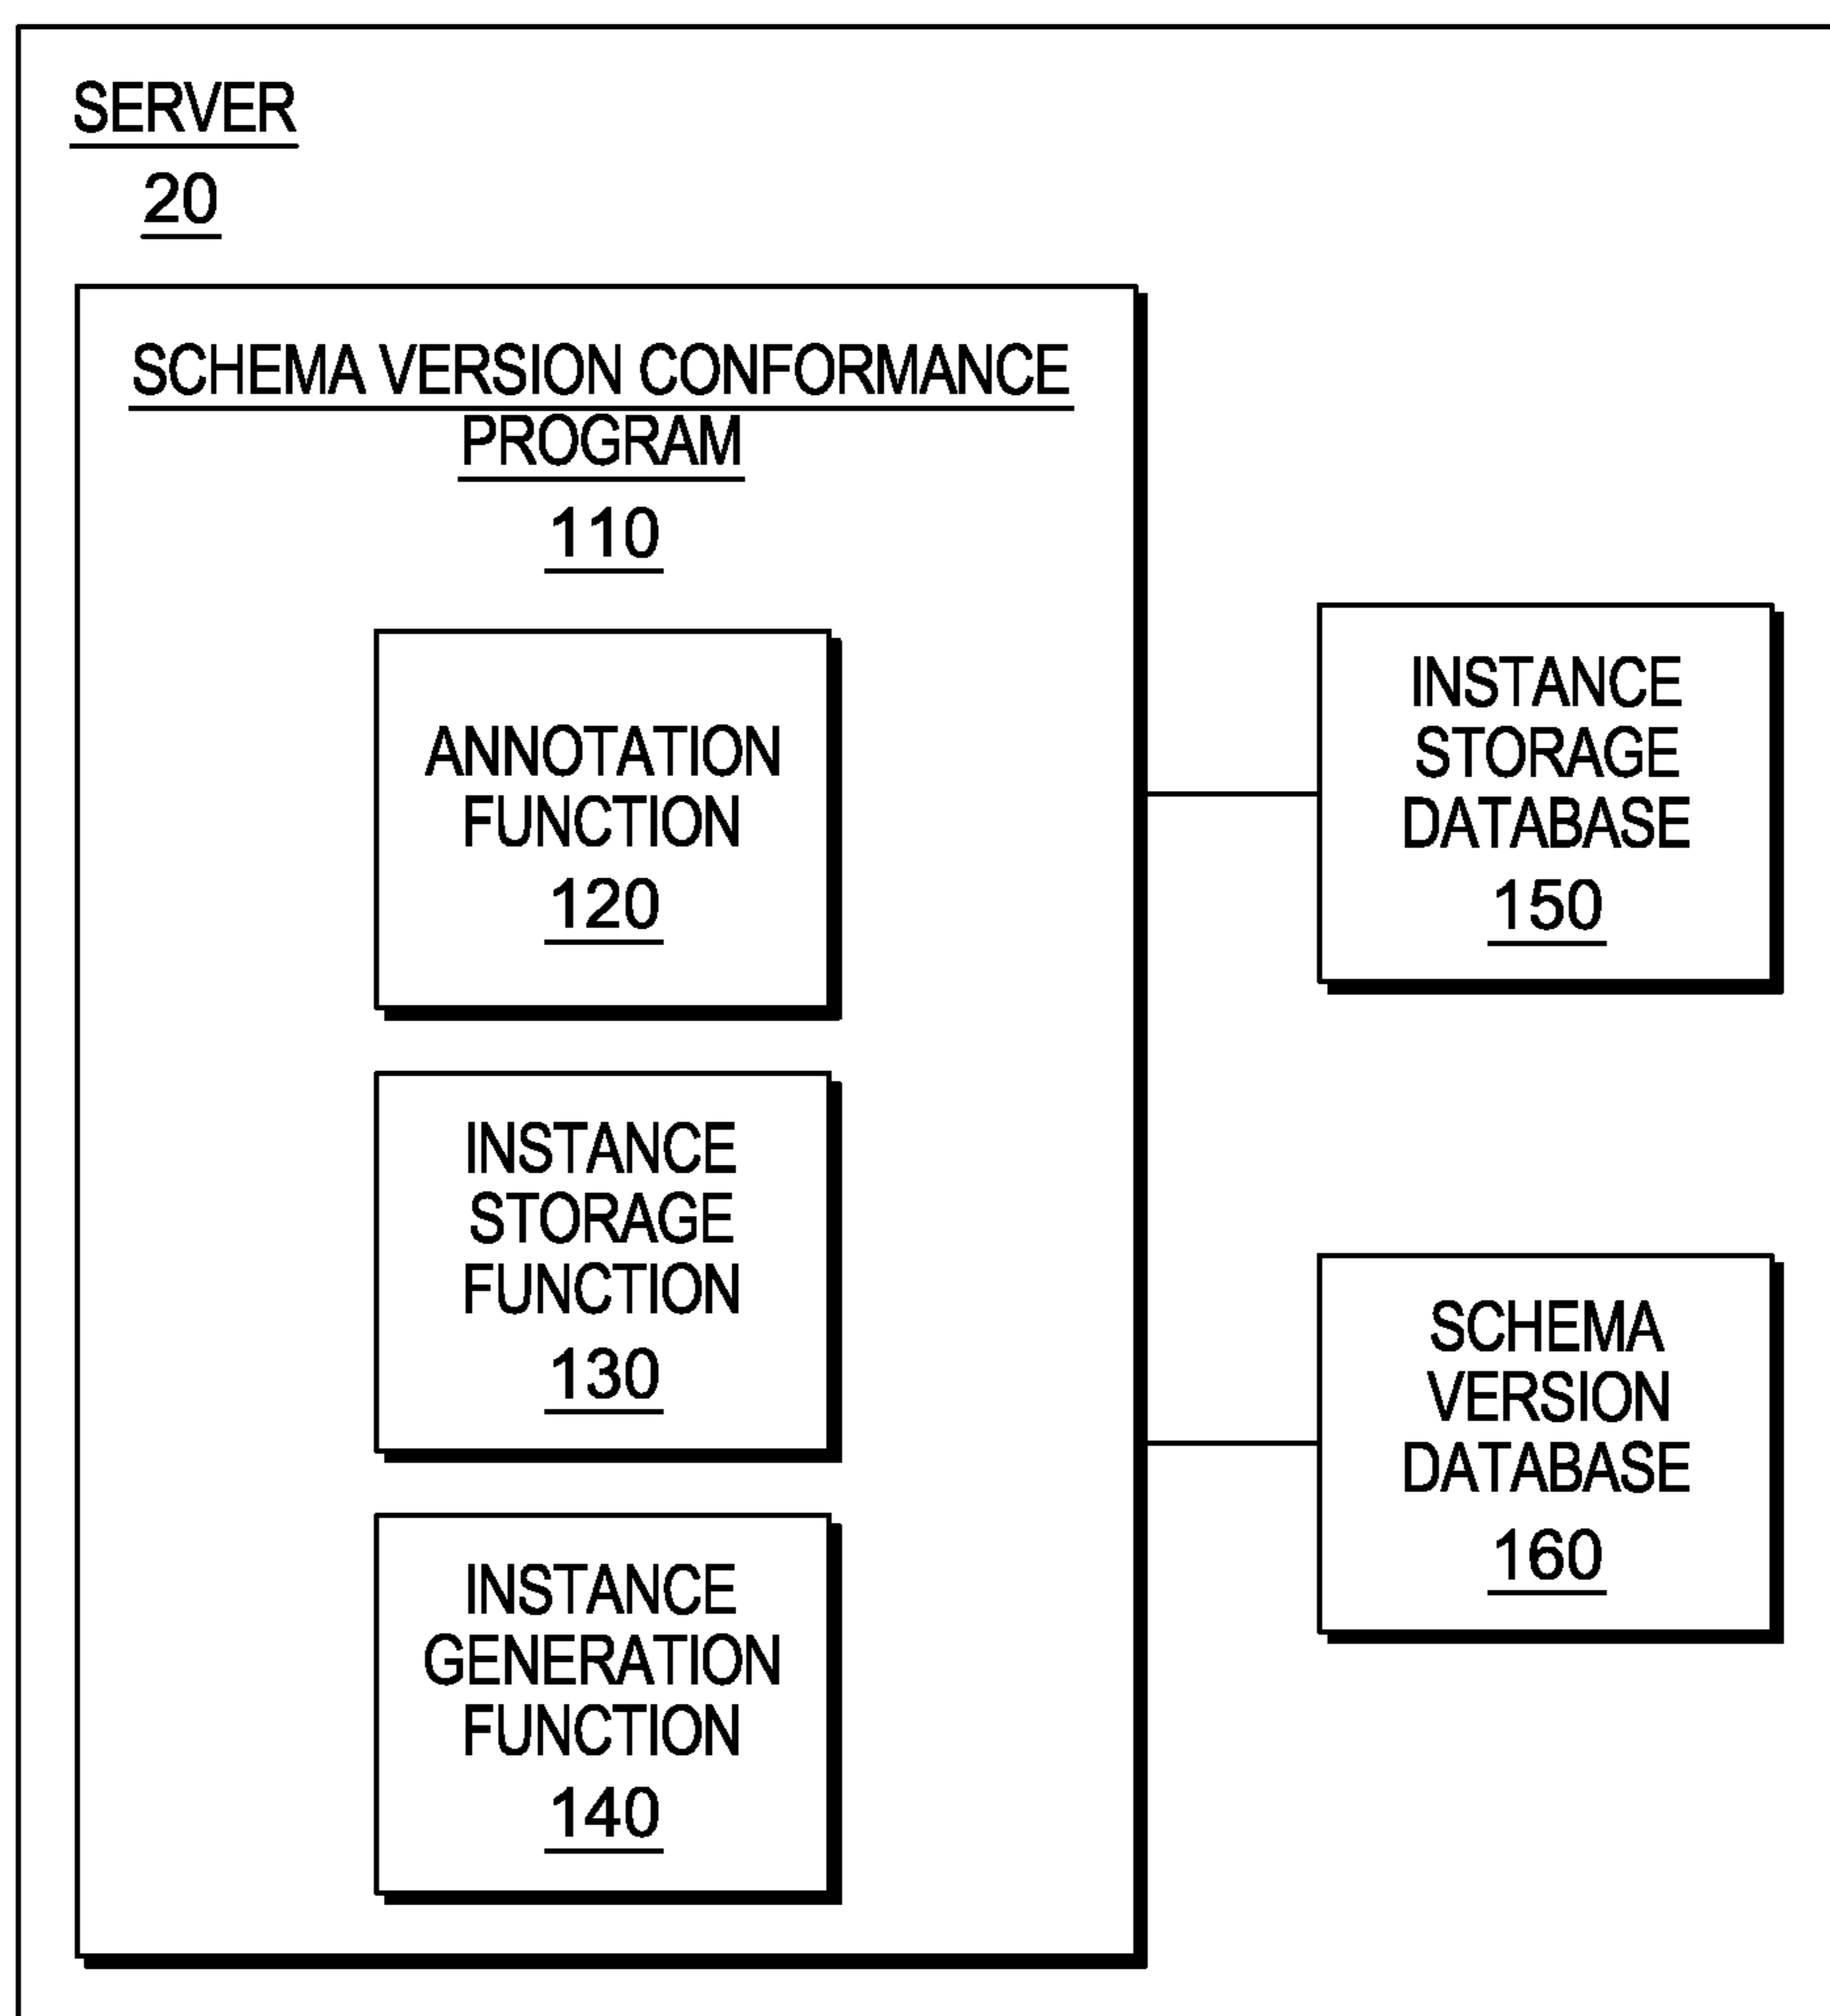 SERVER
20
SCHEMA VERSION CONFORMANCE
PROGRAM
110
ANNOTATION
FUNCTION
120
INSTANCE
STORAGE
FUNCTION
130
INSTANCE
GENERATION
FUNCTION
140
INSTANCE
STORAGE
DATABASE
150
SCHEMA
VERSION
DATABASE
160